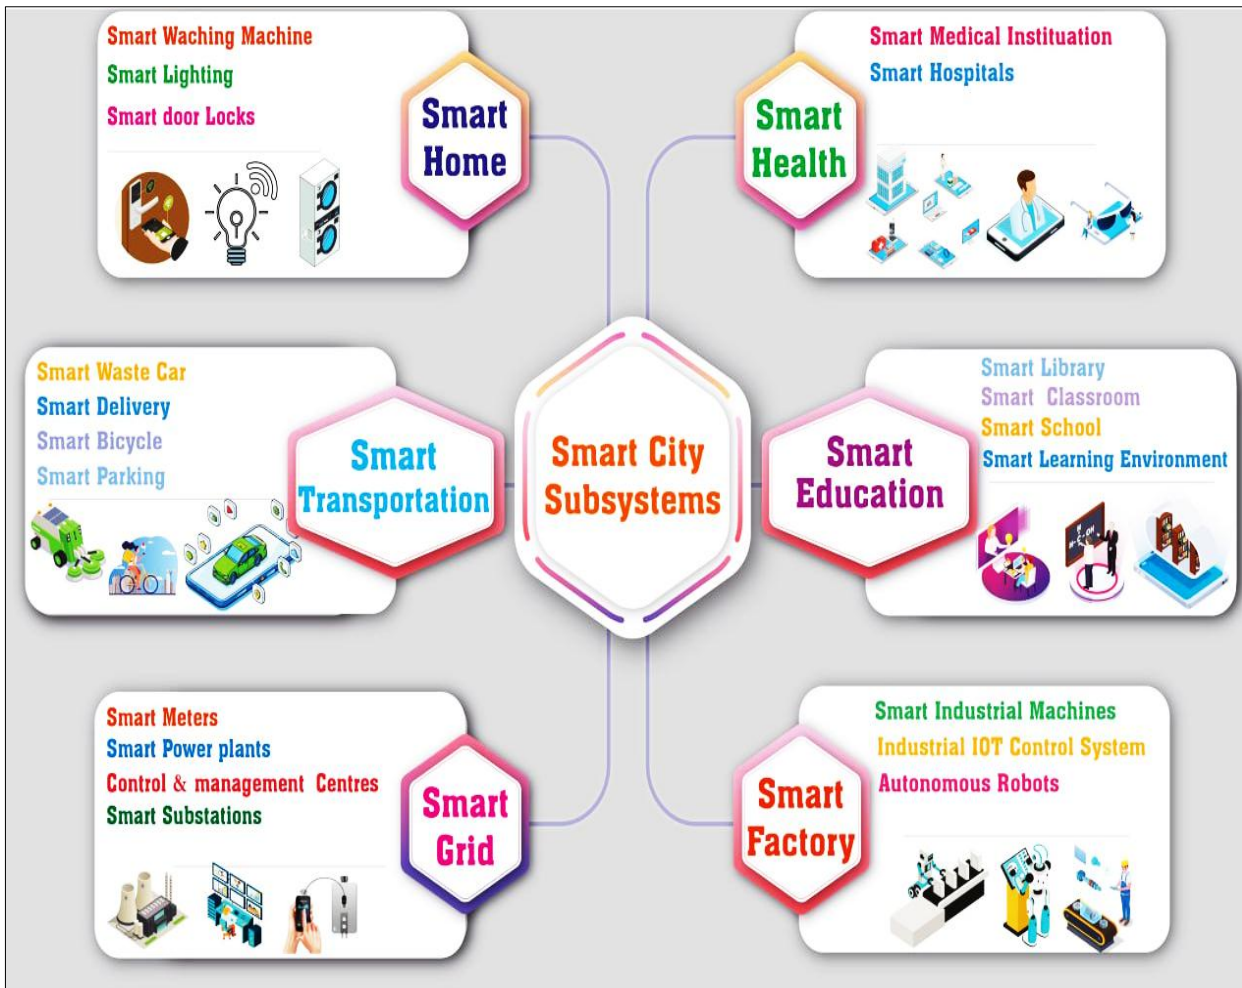 Smart Waching Machine
Smart Lighting
Smart door Locks
Smart
Home
Smart Medical Instituation
Smart Hospitals
Smart
Health
Smart Waste Car
Smart Delivery
Smart Bicycle
Smart Parking
Smart
Transportation
Smart City
Subsystems
Smart Library
Smart Classroom
Smart School
Smart Learning Environment
Smart
Education
Smart Meters
Smart Power plants
Control & management Centres
Smart Substations
Smart
Grid
Smart Industrial Machines
Industrial IOT Control System
Autonomous Robots
Smart
Factory